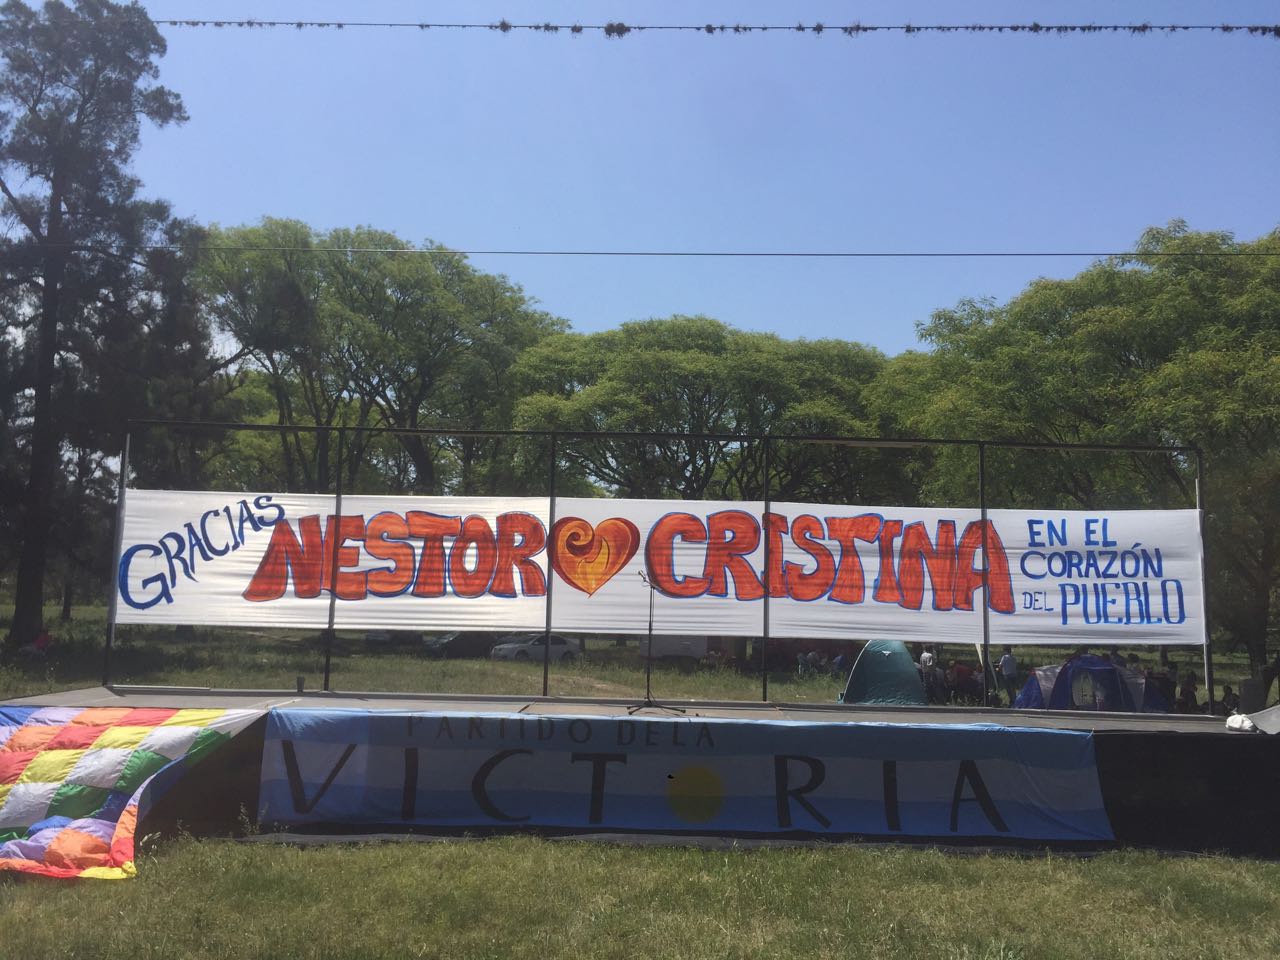 GRACIAS NESTOR CRISTINA
EN EL
CORAZÓN
DEL PUEBLO
PARTIDO DE LA
VICTORIA